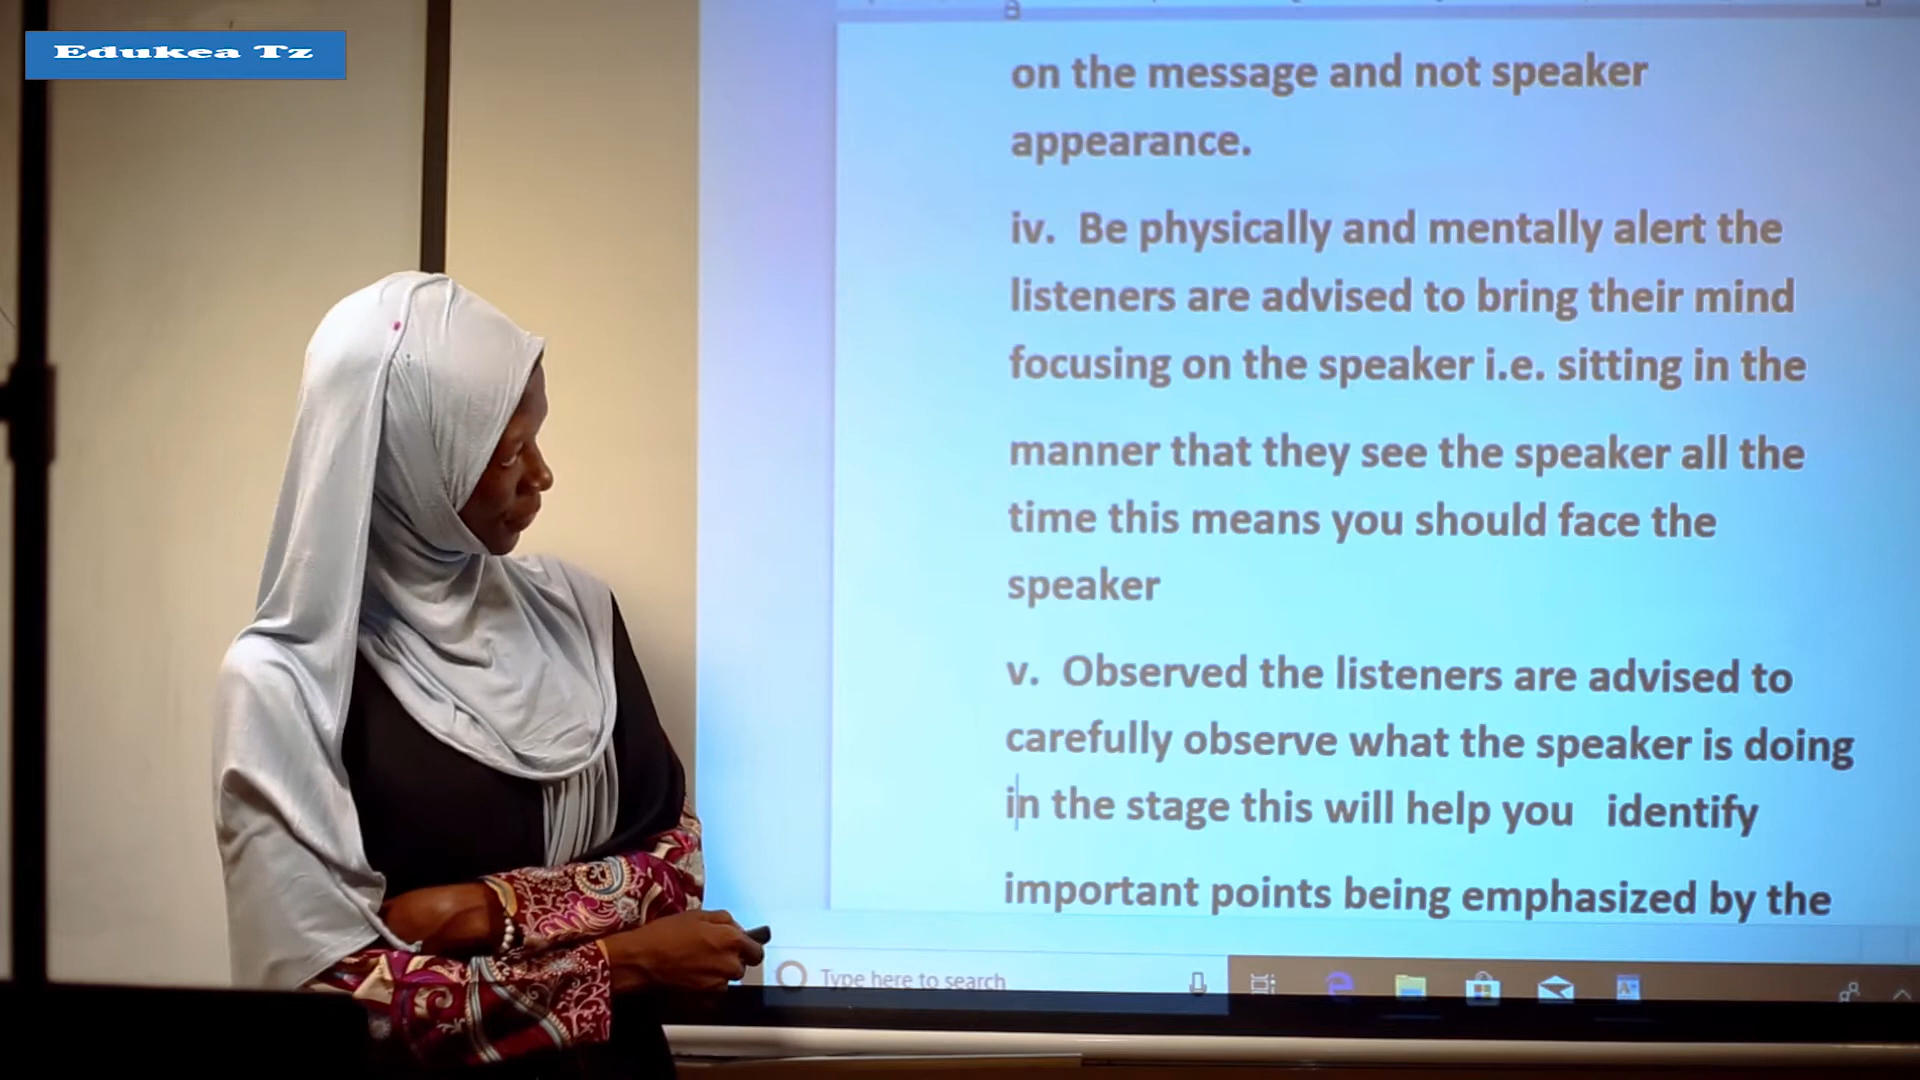 Edukea Tz
on the message and not speaker
appearance.
iv. Be physically and mentally alert the
listeners are advised to bring their mind
focusing on the speaker i.e. sitting in the
manner that they see the speaker all the
time this means you should face the
speaker
v. Observed the listeners are advised to
carefully observe what the speaker is doing
in the stage this will help you identify
important points being emphasized by the
Type here to search